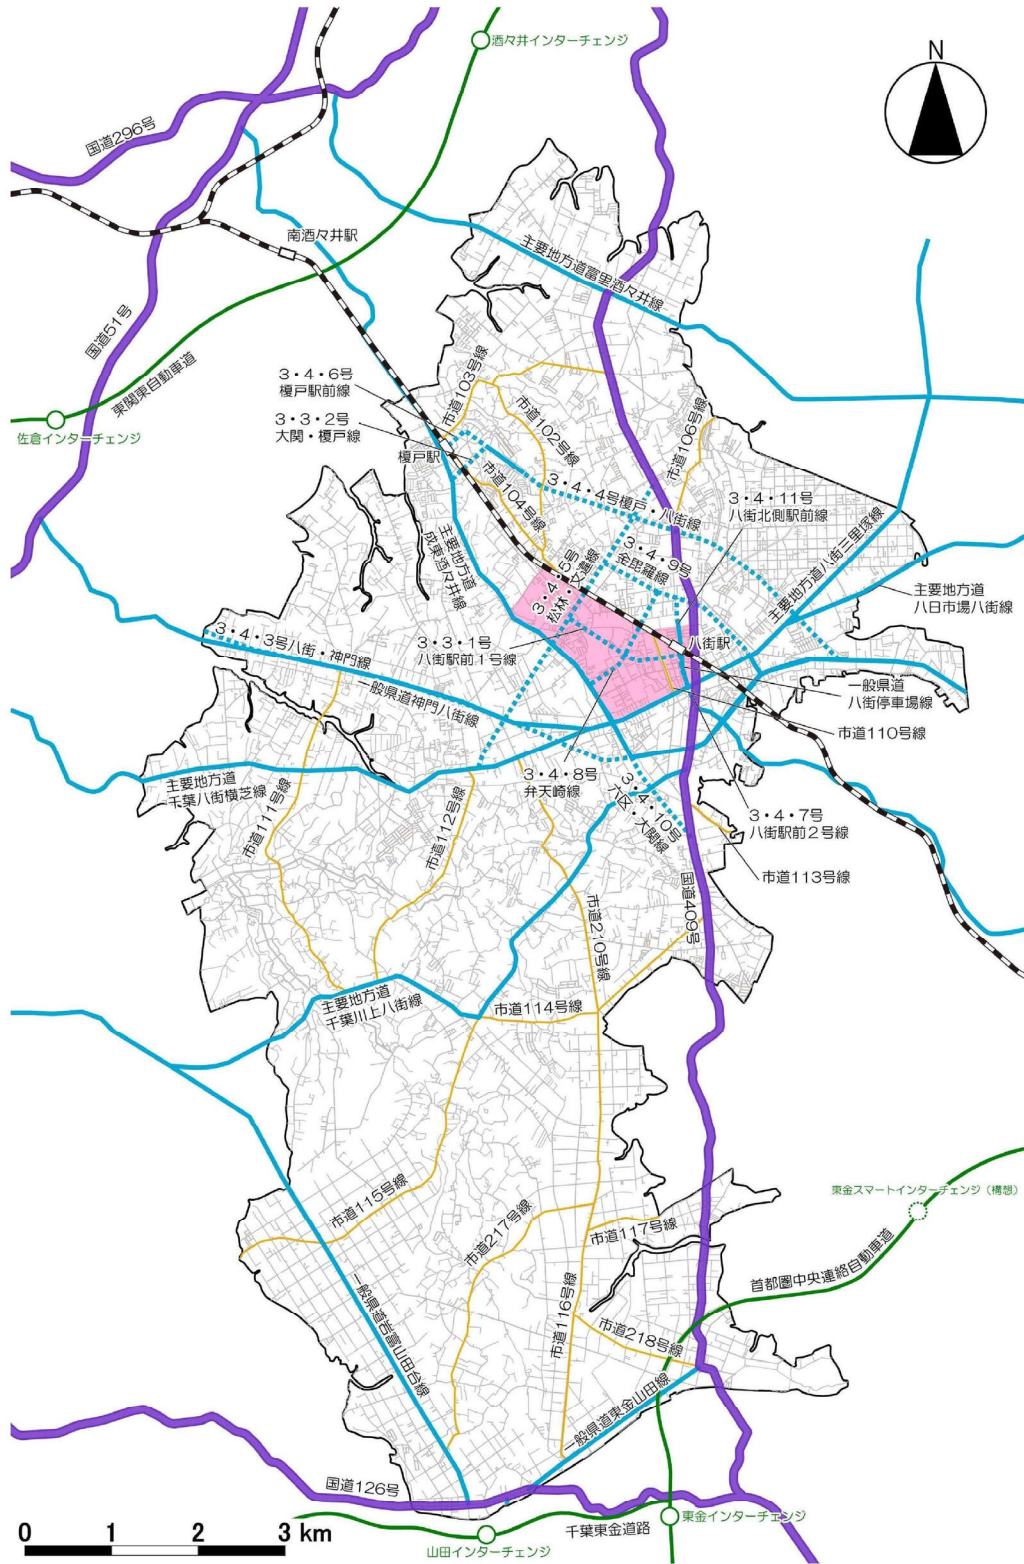 酒々井インターチェンジ
N
国道296号
南酒々井駅
主要地方道富里酒々井線
国道51号
東関東自動車道
佐倉インターチェンジ
3・4・6号
榎戸駅前線
3・3・2号
大関・榎戸線
榎戸駅
市道103号線
市道102号線
市道104号線
市道106号線
3・4・4号榎戸・八街線
3・4・11号
八街北側駅前線
3・4・9号
金毘羅線
3・4・5号
松林・文違線
主要地方道
成東酒々井線
主要地方道八街三里塚線
主要地方道
八日市場八街線
3・4・3号八街・神門線
一般県道神門八街線
3・3・1号
八街駅前1号線
八街駅
一般県道
八街停車場線
市道110号線
主要地方道
千葉八街横芝線
市道111号線
市道112号線
3・4・8号
弁天崎線
3・4・10号
六区・大関線
3・4・7号
八街駅前2号線
市道113号線
国道409号
市道210号線
主要地方道
千葉川上八街線
市道114号線
市道115号線
市道217号線
市道117号線
東金スマートインターチェンジ（構想）
首都圏中央連絡自動車道
一般県道岩富山田台線
市道116号線
市道218号線
一般県道東金山田線
国道126号
0 1 2 3 km
山田インターチェンジ
千葉東金道路
東金インターチェンジ